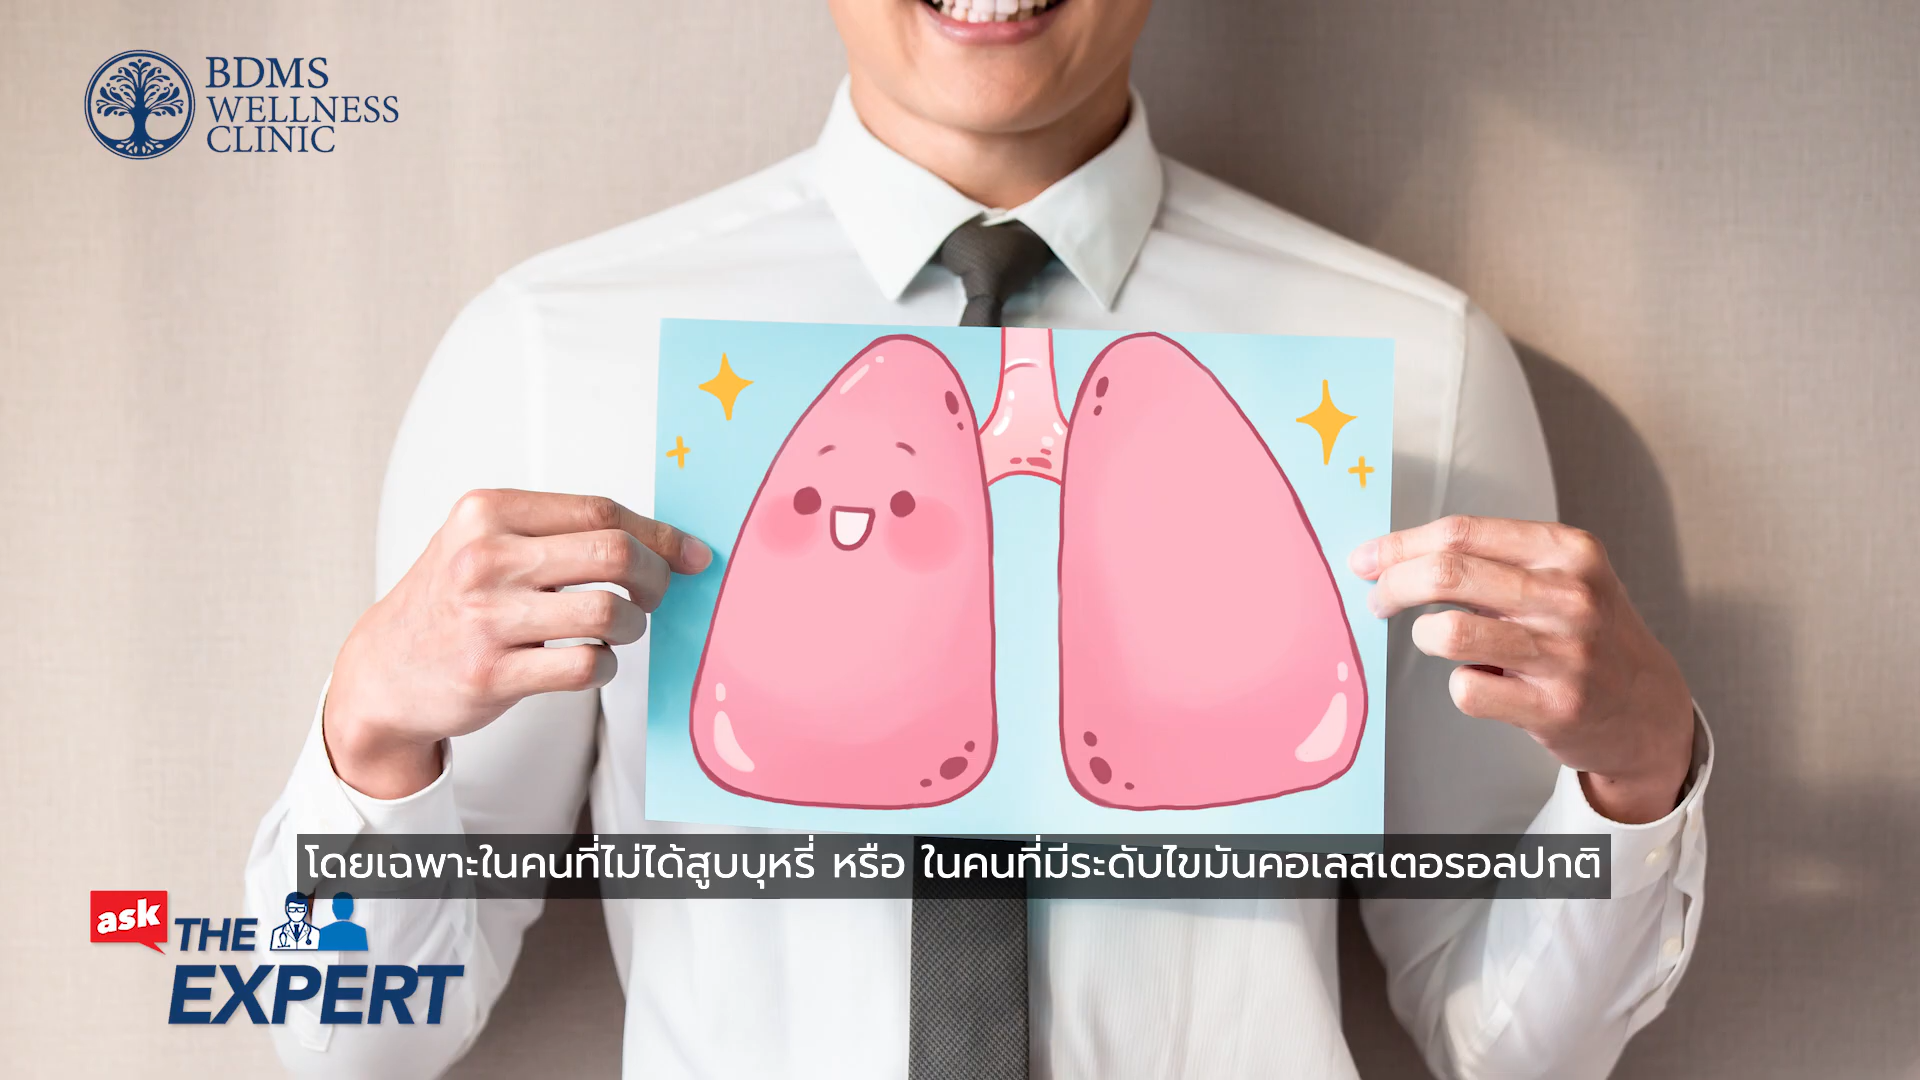 BDMS
WELLNESS
CLINIC
โดยเฉพาะในคนที่ไม่ได้สูบบุหรี่ หรือ ในคนที่มีระดับไขมันคอเลสเตอรอลปกติ
ask
THE
EXPERT